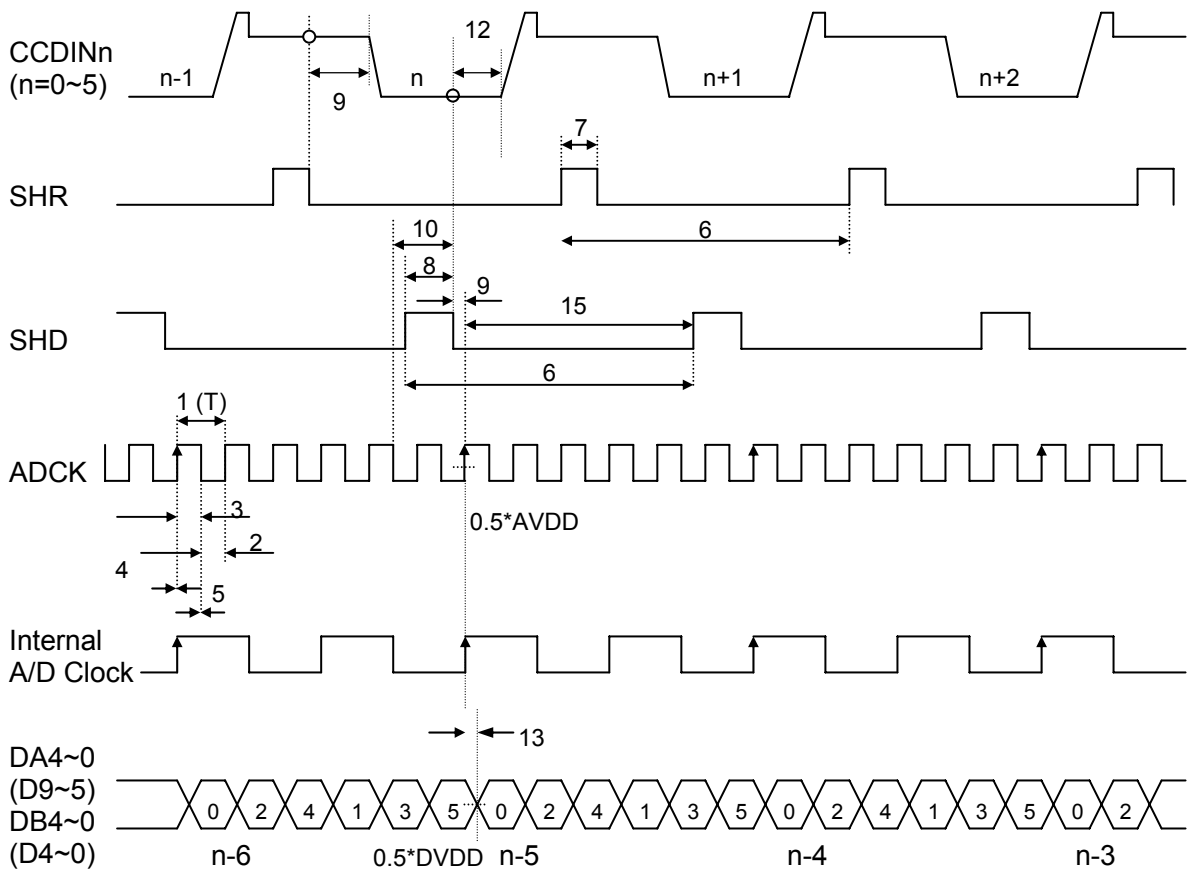 CCDINn
(n=0~5)
n-1
n
n+1
n+2
12
9
7
SHR
6
10
8
9
15
SHD
6
1 (T)
ADCK
0.5*AVDD
3
2
4
5
Internal
A/D Clock
13
DA4~0
(D9~5)
DB4~0
(D4~0)
0 2 4 1 3 5 0 2 4 1 3 5 0 2 4 1 3 5 0 2
n-6
0.5*DVDD
n-5
n-4
n-3